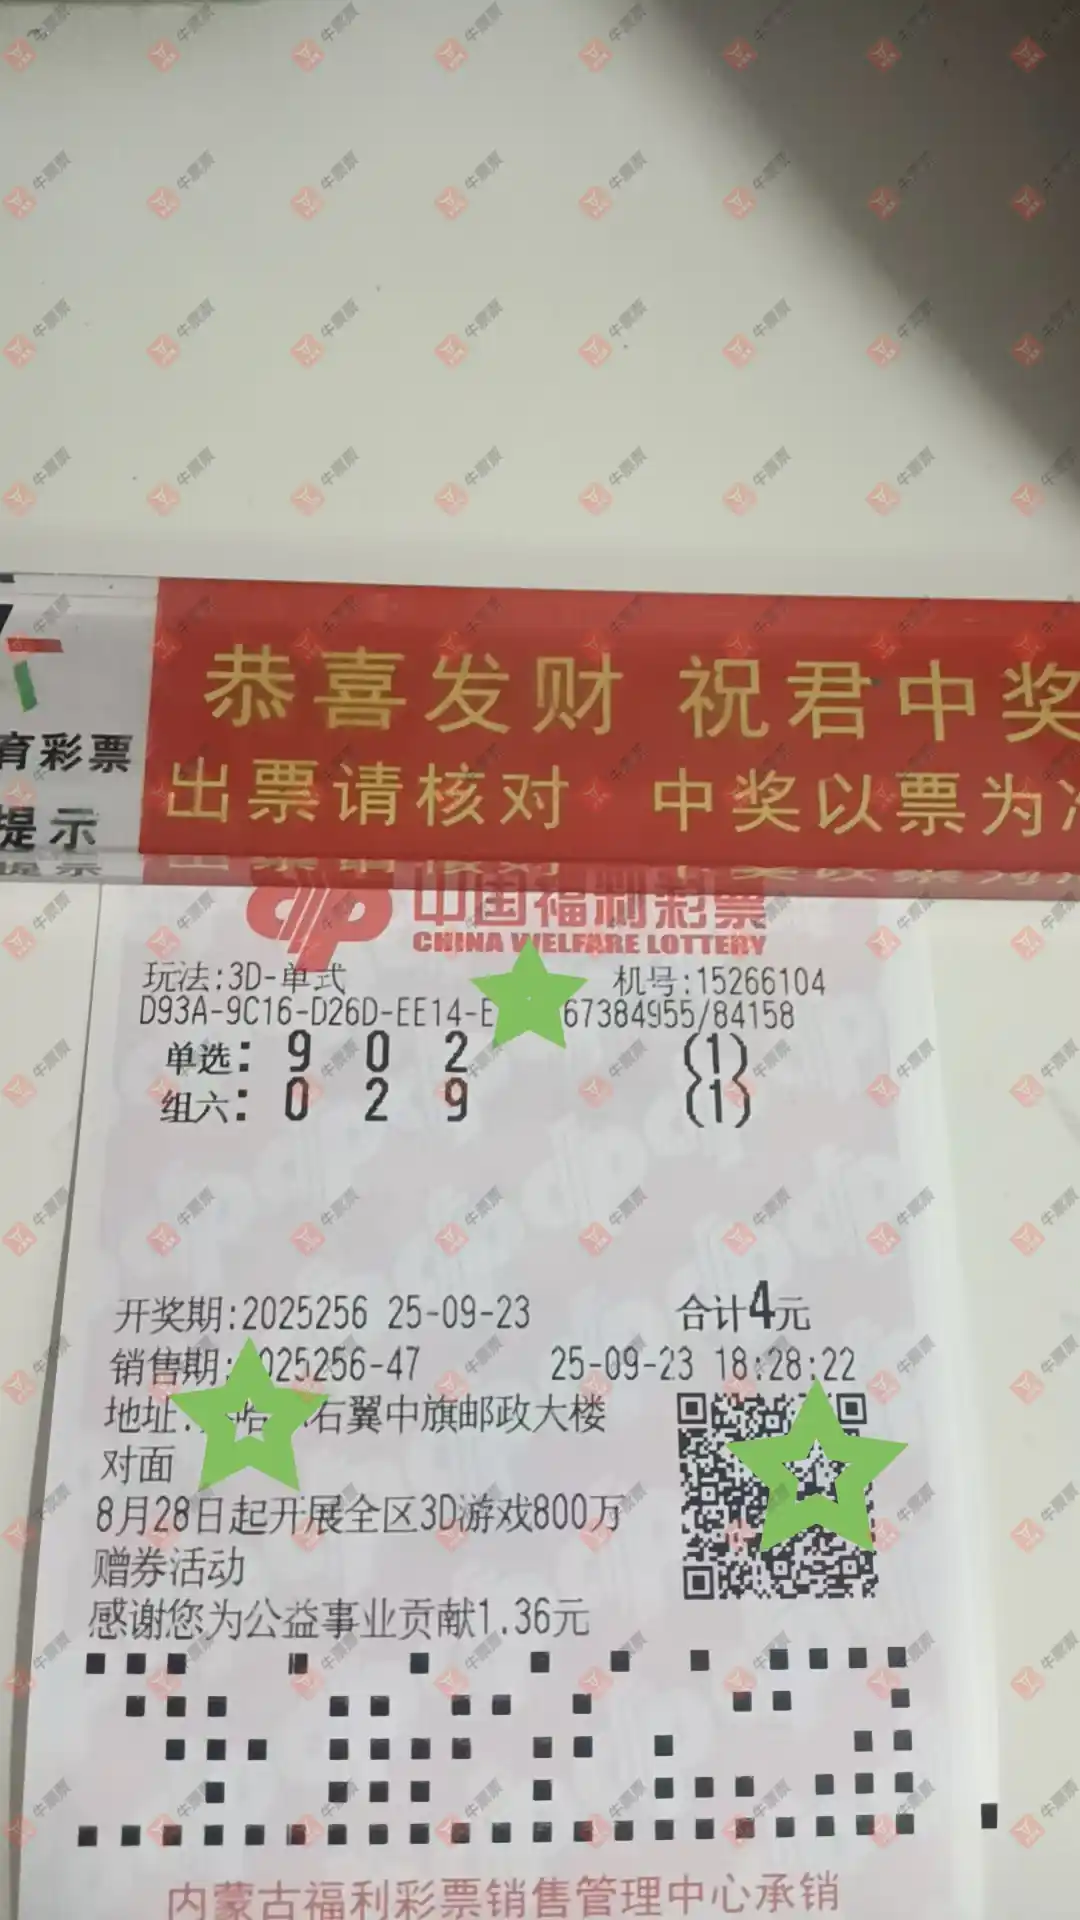 恭喜发财 祝君中奖
出票请核对 中奖以票为
育彩票
提示
中国福利彩票
CHINA WELFARE LOTTERY
玩法:3D-单式 机号:15266104
D93A-9C16-D26D-EE14-E 67384955/84158
单选: 9 0 2 (1)
组六: 0 2 9 (1)
开奖期:2025256 25-09-23 合计4元
销售期: 025256-47 25-09-23 18:28:22
地址: 右翼中旗邮政大楼
对面
8月28日起开展全区3D游戏800万
赠券活动
感谢您为公益事业贡献1.36元
内蒙古福利彩票销售管理中心承销
牛票票